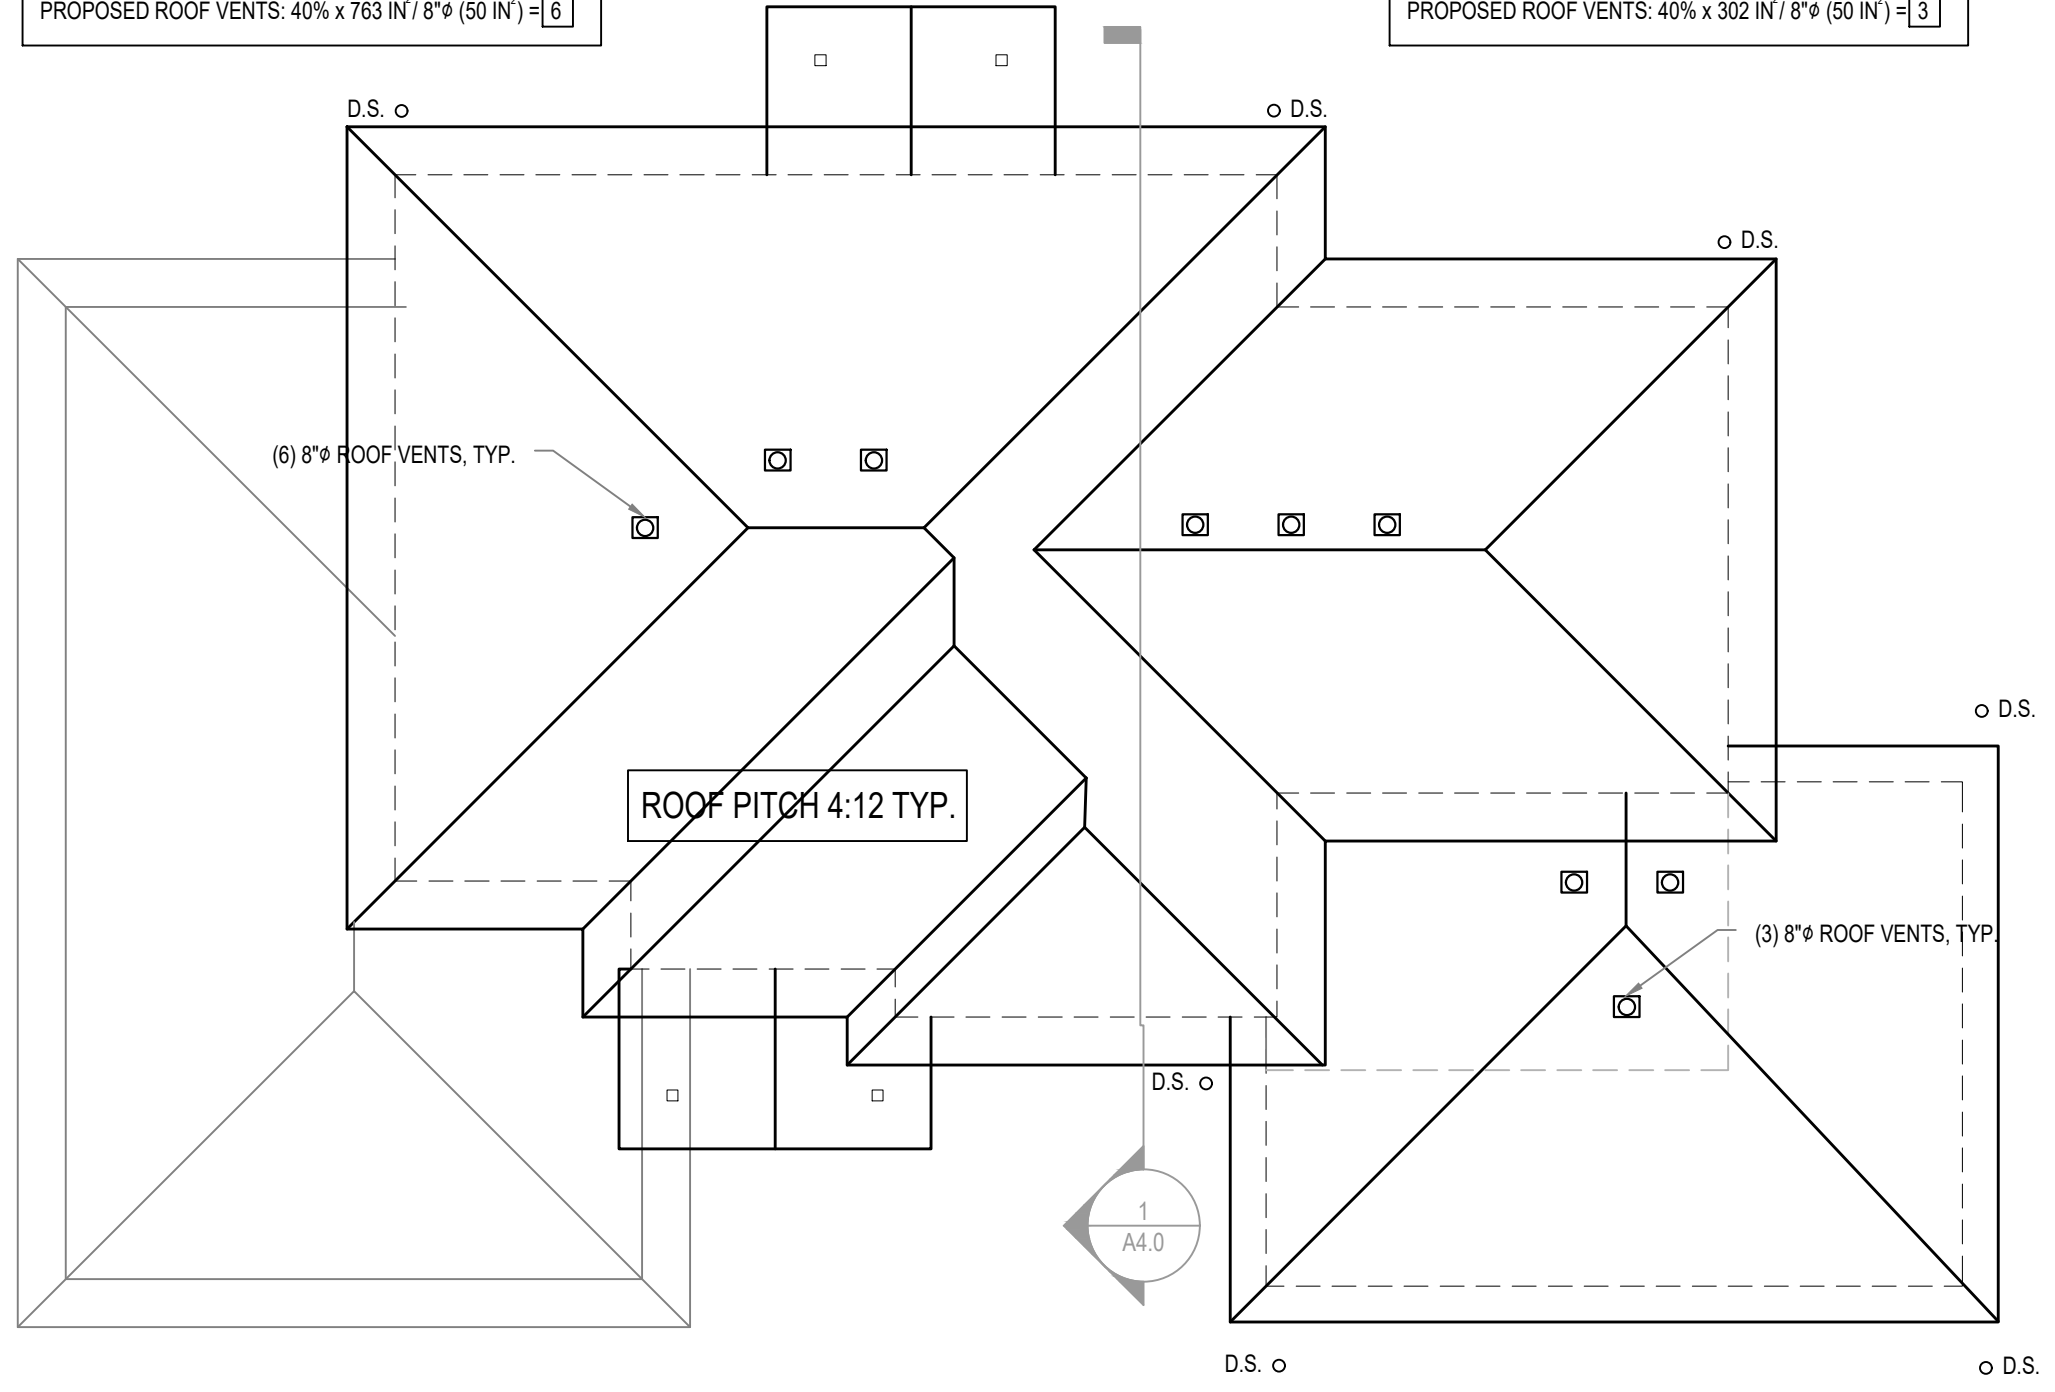 PROPOSED ROOF VENTS: 40% x 763 IN²/ 8"ø (50 IN²) = 6
PROPOSED ROOF VENTS: 40% x 302 IN²/ 8"ø (50 IN²) = 3
D.S.
D.S.
D.S.
(6) 8"ø ROOF VENTS, TYP.
D.S.
ROOF PITCH 4:12 TYP.
(3) 8"ø ROOF VENTS, TYP.
D.S.
1
A4.0
D.S.
D.S.